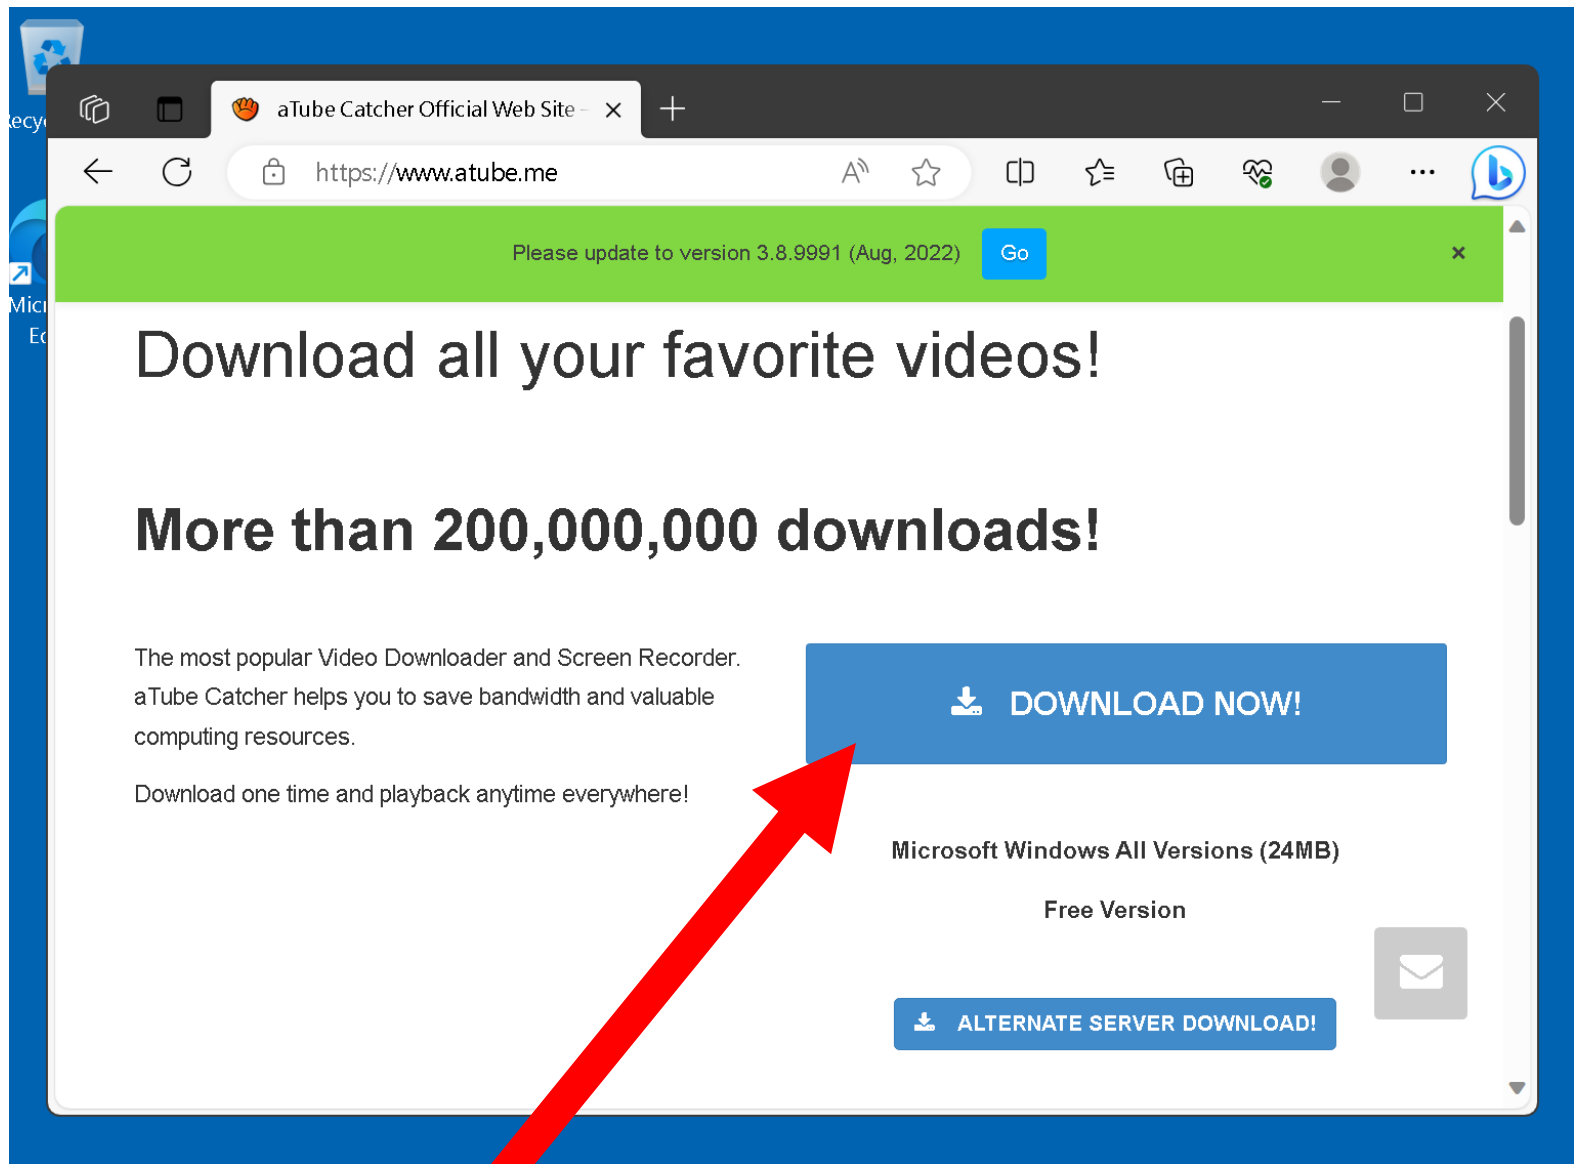 Recy
aTube Catcher Official Web Site -
https://www.atube.me
Please update to version 3.8.9991 (Aug, 2022)
Go
Micr
Ed
Download all your favorite videos!
More than 200,000,000 downloads!
The most popular Video Downloader and Screen Recorder.
aTube Catcher helps you to save bandwidth and valuable
computing resources.
Download one time and playback anytime everywhere!
DOWNLOAD NOW!
Microsoft Windows All Versions (24MB)
Free Version
ALTERNATE SERVER DOWNLOAD!